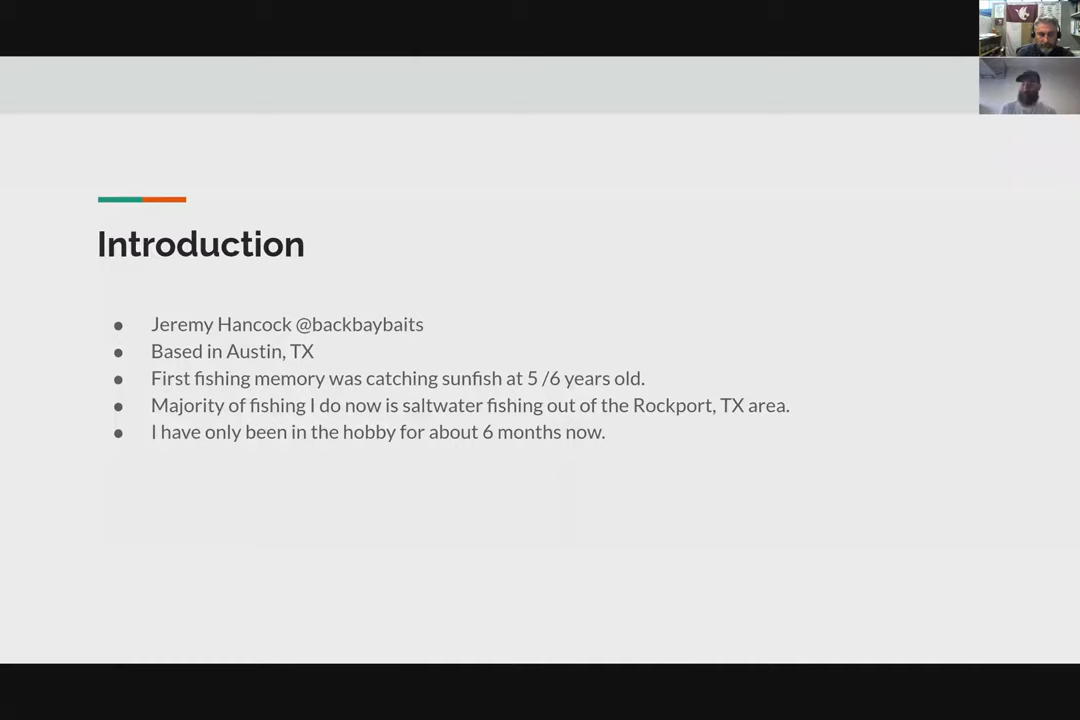 Introduction
● Jeremy Hancock @backbaybaits
● Based in Austin, TX
● First fishing memory was catching sunfish at 5 /6 years old.
● Majority of fishing I do now is saltwater fishing out of the Rockport, TX area.
● I have only been in the hobby for about 6 months now.